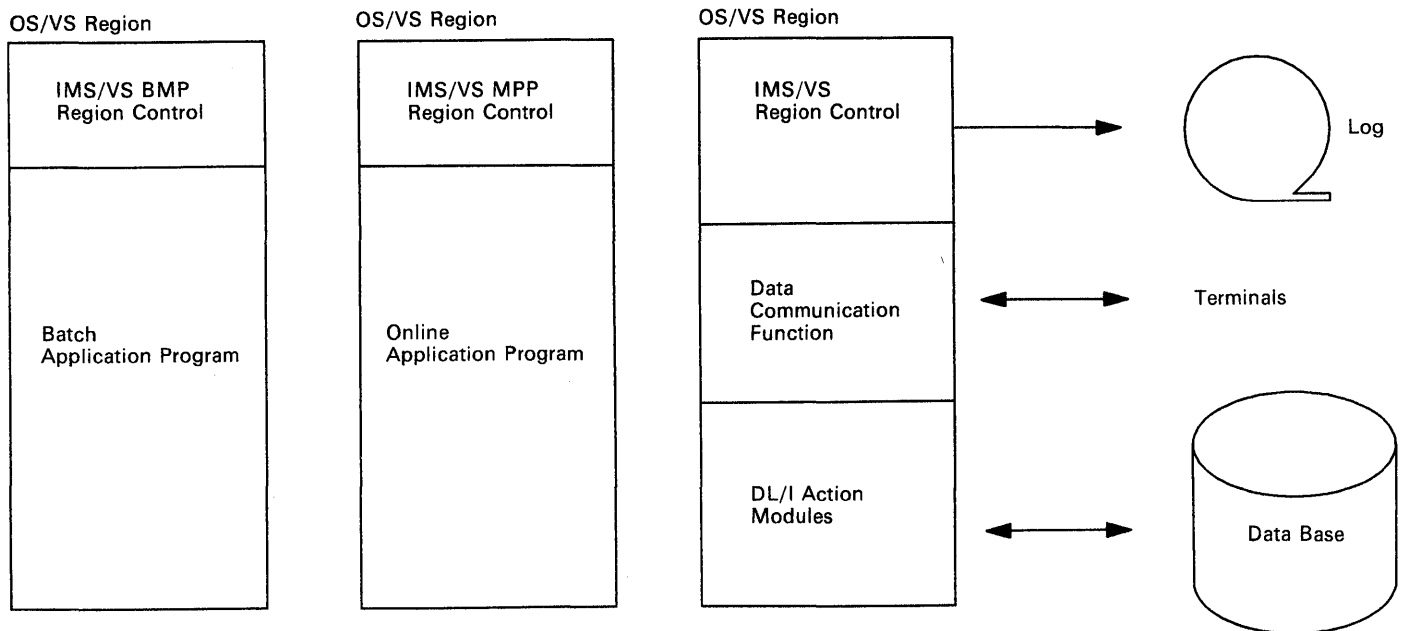 OS/VS Region
IMS/VS BMP
Region Control
Batch
Application Program
OS/VS Region
IMS/VS MPP
Region Control
Online
Application Program
OS/VS Region
IMS/VS
Region Control
Data
Communication
Function
DL/I Action
Modules
Log
Terminals
Data Base